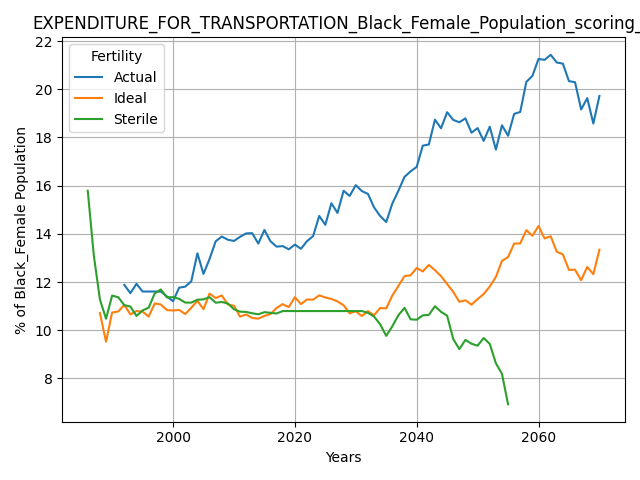 EXPENDITURE_FOR_TRANSPORTATION_Black_Female_Population_scoring_
Fertility
Actual
Ideal
Sterile
% of Black_Female Population
22
20
18
16
14
12
10
8
2000 2020 2040 2060
Years